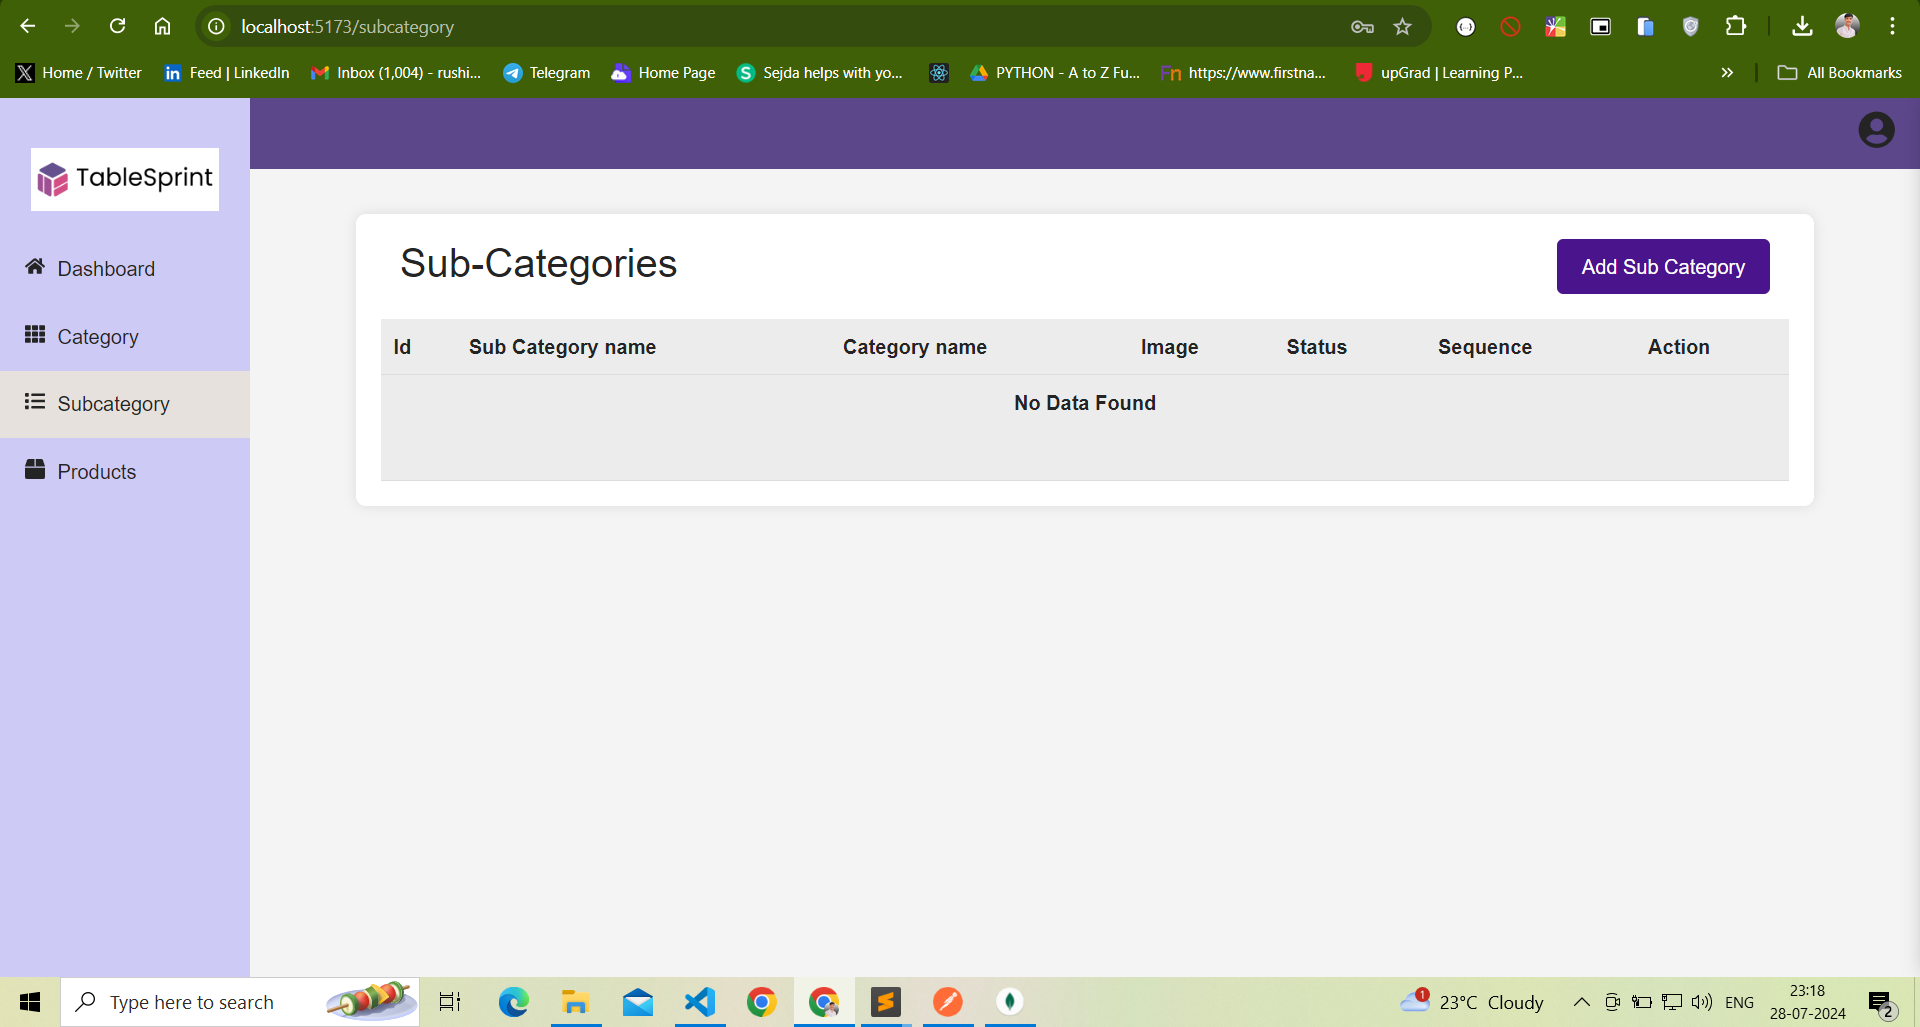 localhost:5173/subcategory
Home / Twitter
Feed | LinkedIn
Inbox (1,004) - rushi...
Telegram
Home Page
S
Sejda helps with yo...
PYTHON - A to Z Fu...
Fn
https://www.firstna...
upGrad | Learning P...
All Bookmarks
TableSprint
Dashboard
Category
Subcategory
Products
Sub-Categories
Add Sub Category
Id Sub Category name Category name Image Status Sequence Action
No Data Found
Type here to search
1
23°C Cloudy
ENG
23:18
28-07-2024
2